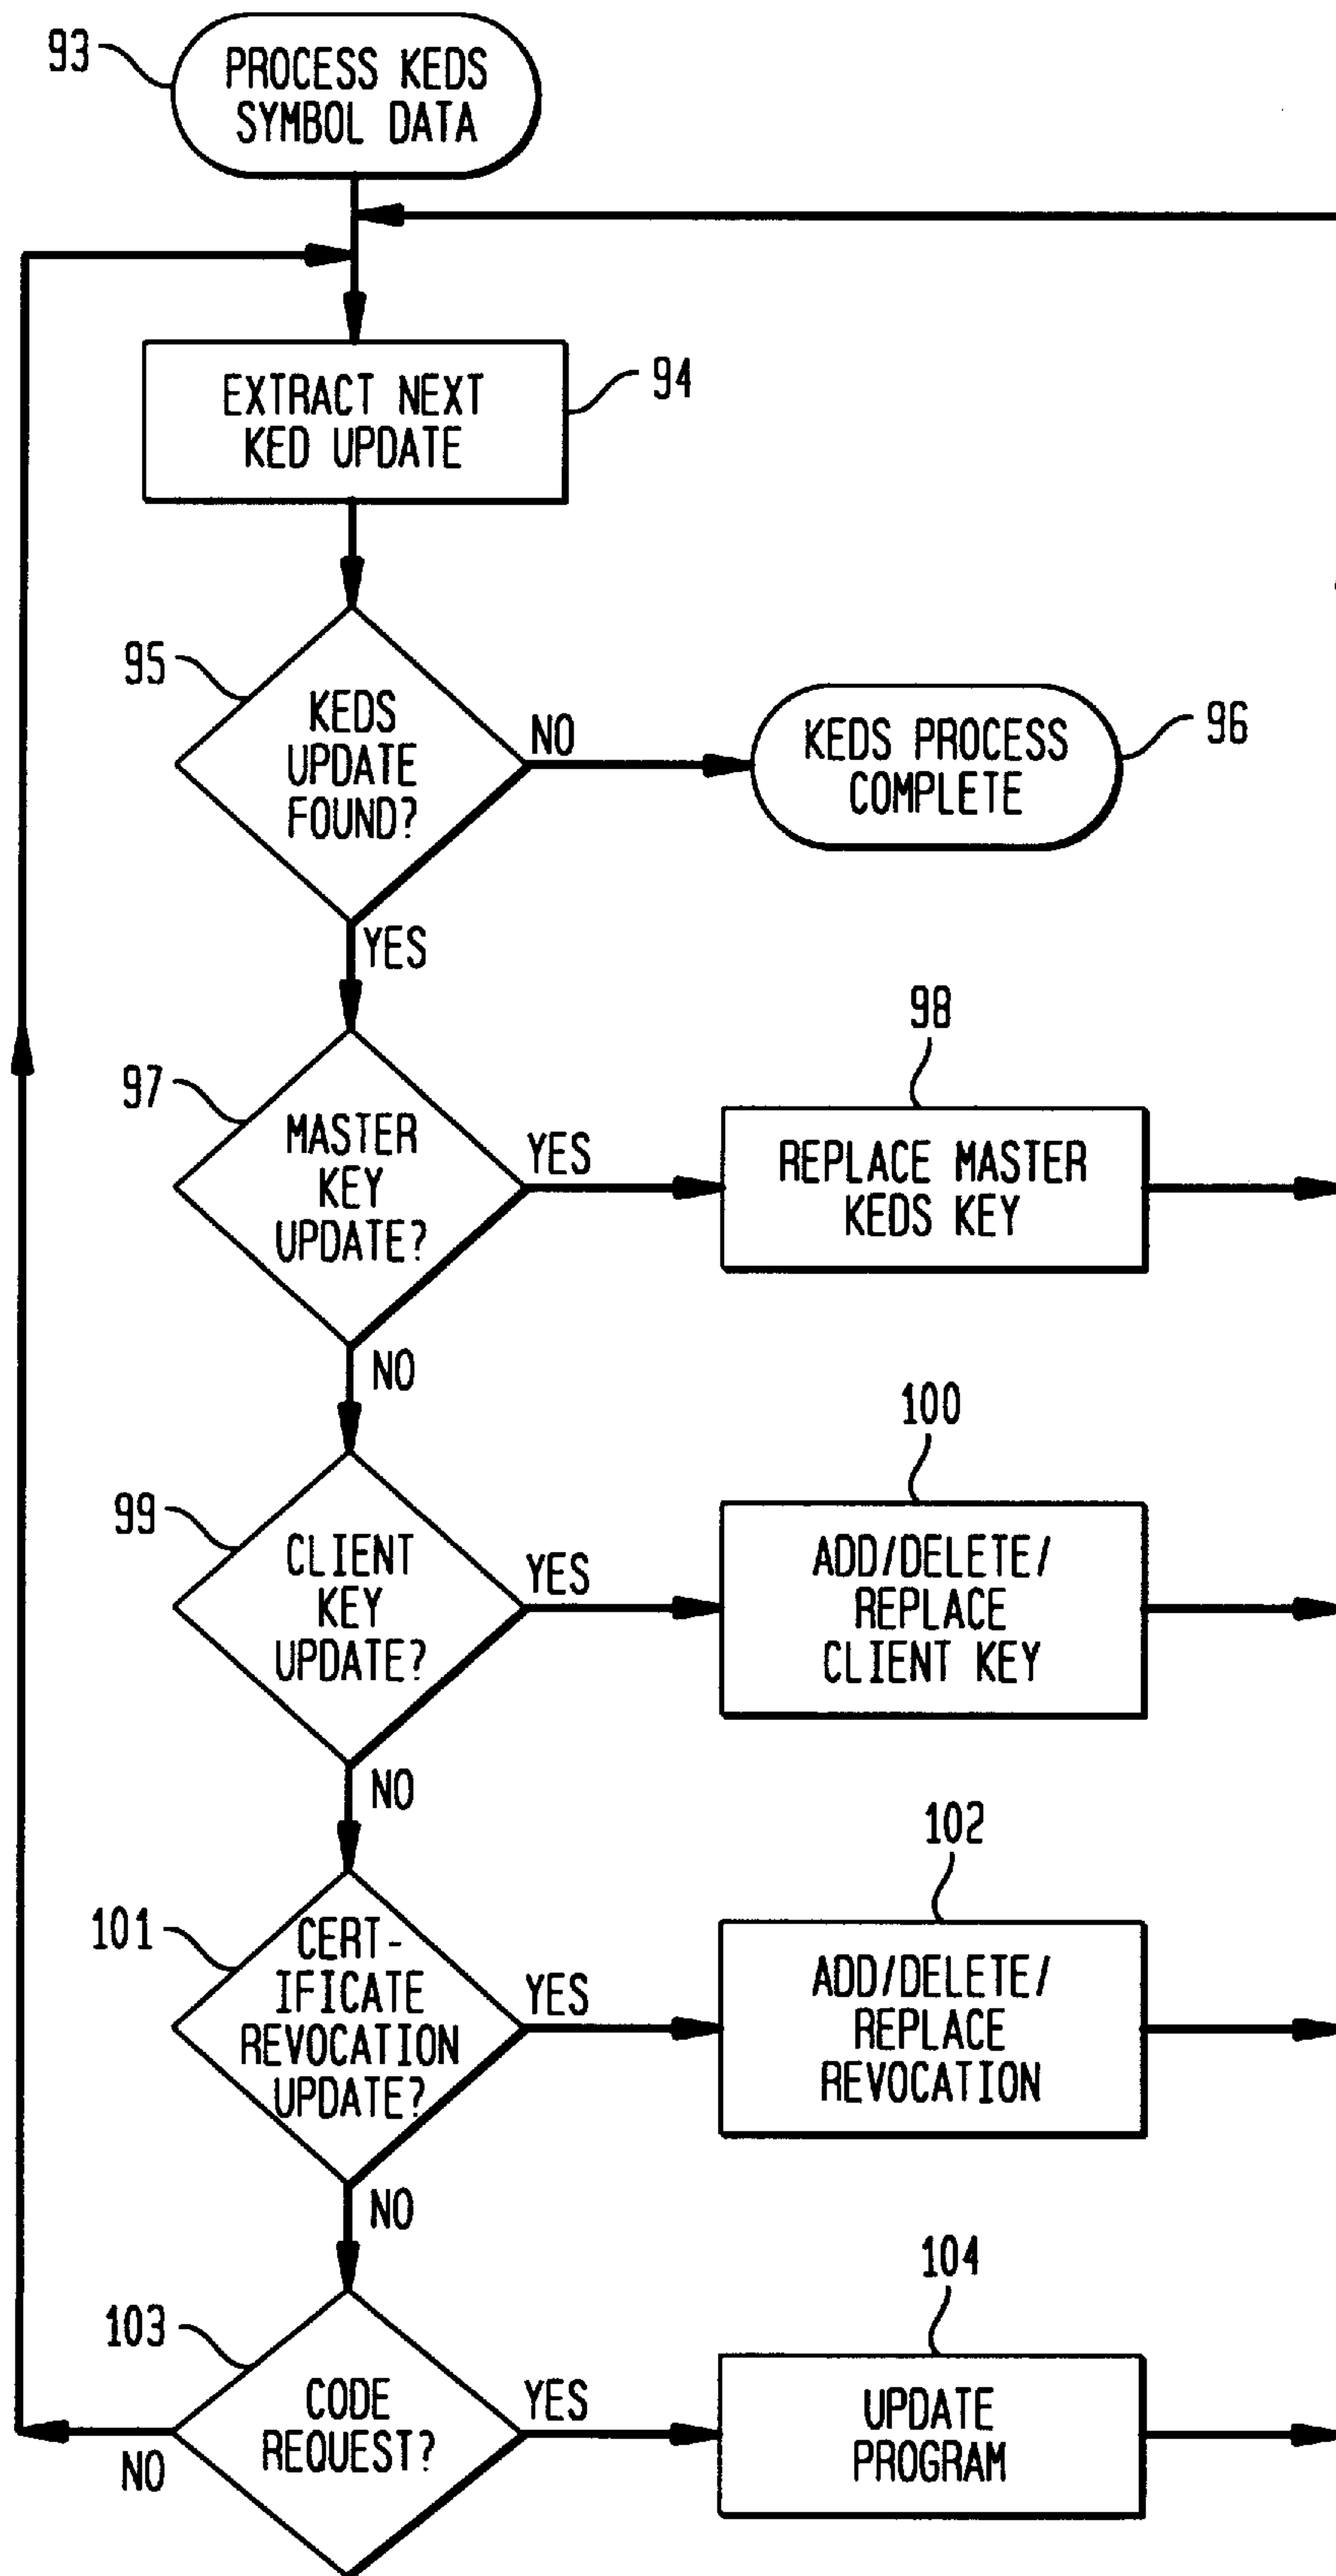 93
PROCESS KEDS
SYMBOL DATA
EXTRACT NEXT
KED UPDATE
94
95
KEDS
UPDATE
FOUND?
NO
KEDS PROCESS
COMPLETE
96
YES
97
MASTER
KEY
UPDATE?
YES
98
REPLACE MASTER
KEDS KEY
NO
99
CLIENT
KEY
UPDATE?
YES
100
ADD/DELETE/
REPLACE
CLIENT KEY
NO
101
CERT-
IFICATE
REVOCATION
UPDATE?
YES
102
ADD/DELETE/
REPLACE
REVOCATION
NO
103
CODE
REQUEST?
NO
YES
104
UPDATE
PROGRAM